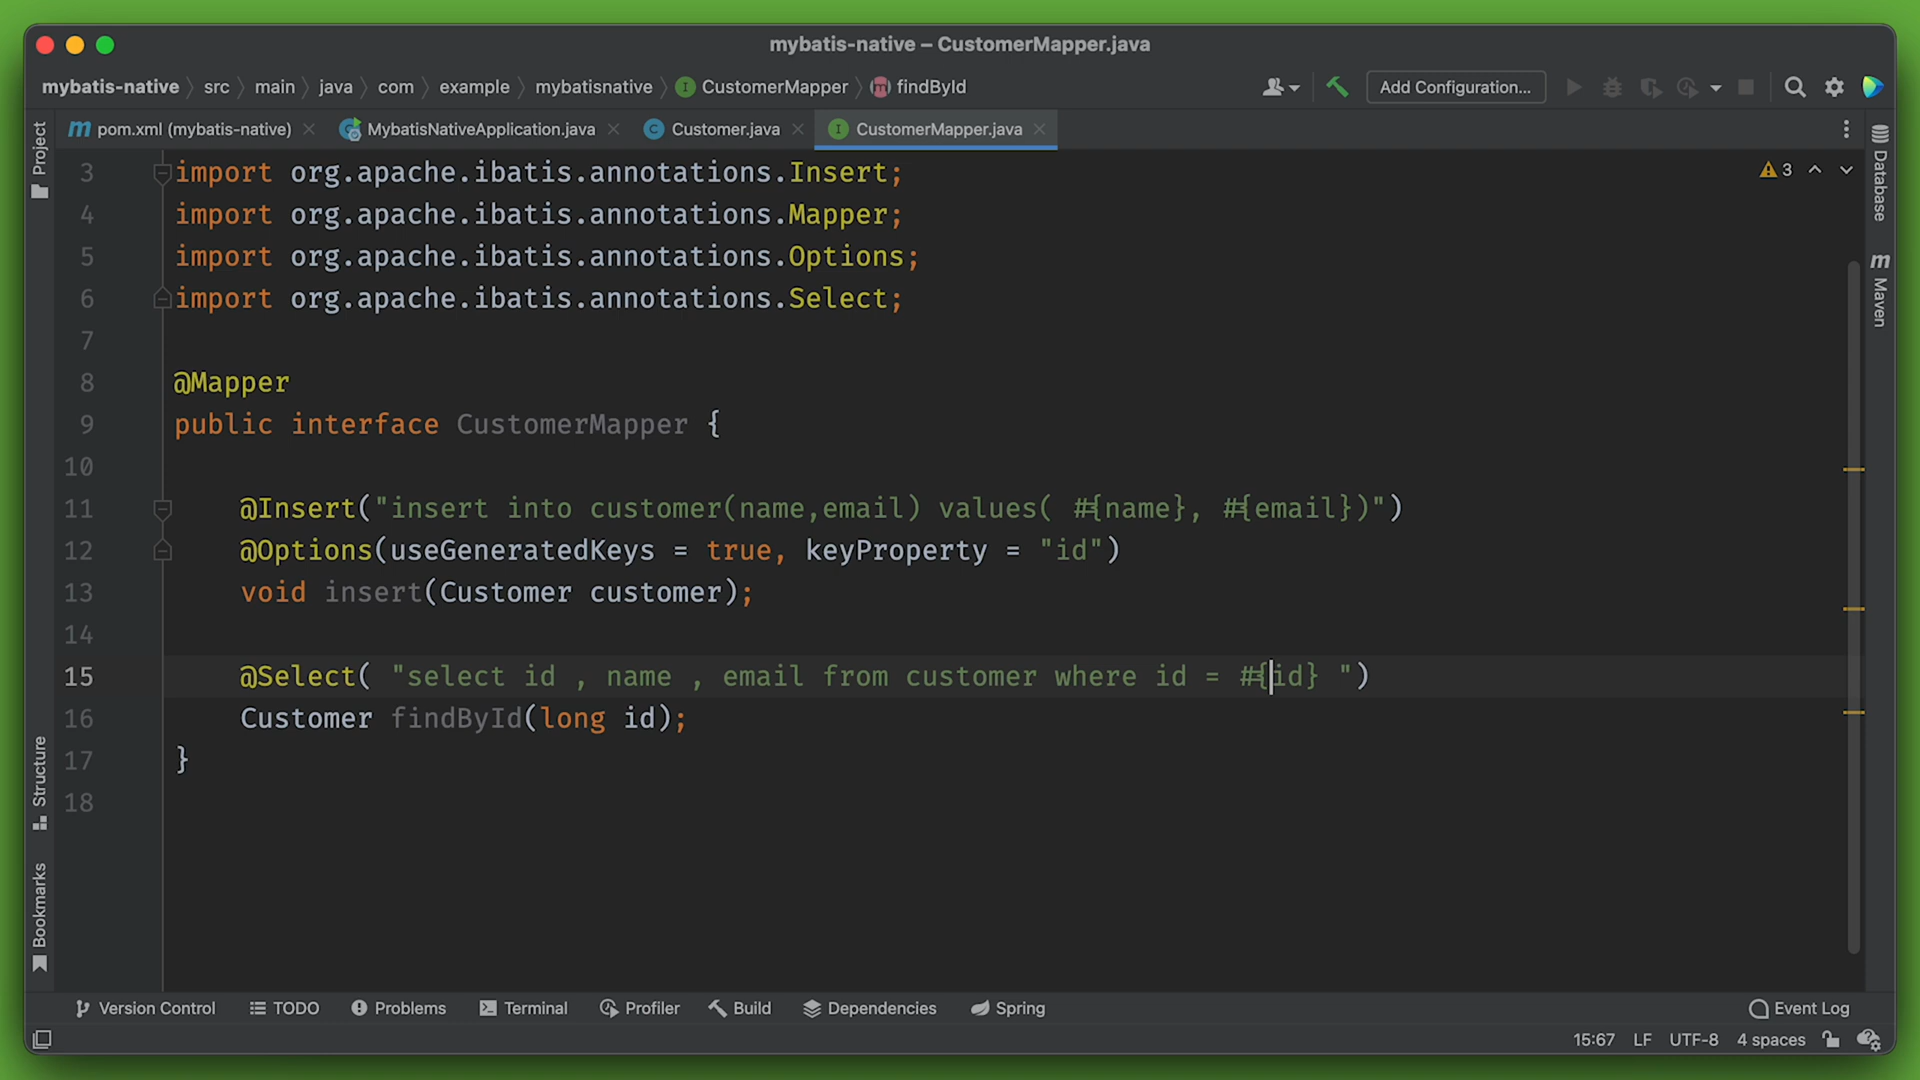 mybatis-native – CustomerMapper.java
mybatis-native 〉 src 〉 main 〉 java 〉 com 〉 example 〉 mybatisnative 〉 I CustomerMapper 〉 m findById
Add Configuration...
m pom.xml (mybatis-native)
MybatisNativeApplication.java
C Customer.java
I CustomerMapper.java
Project
Structure
Bookmarks
3 import org.apache.ibatis.annotations.Insert;
4 import org.apache.ibatis.annotations.Mapper;
5 import org.apache.ibatis.annotations.Options;
6 import org.apache.ibatis.annotations.Select;
7
8 @Mapper
9 public interface CustomerMapper {
10
11 @Insert("insert into customer(name,email) values( #{name}, #{email})")
12 @Options(useGeneratedKeys = true, keyProperty = "id")
13 void insert(Customer customer);
14
15 @Select( "select id , name , email from customer where id = #{id} ")
16 Customer findById(long id);
17 }
18
3
Database
m Maven
Version Control
TODO
Problems
Terminal
Profiler
Build
Dependencies
Spring
Event Log
15:67 LF UTF-8 4 spaces